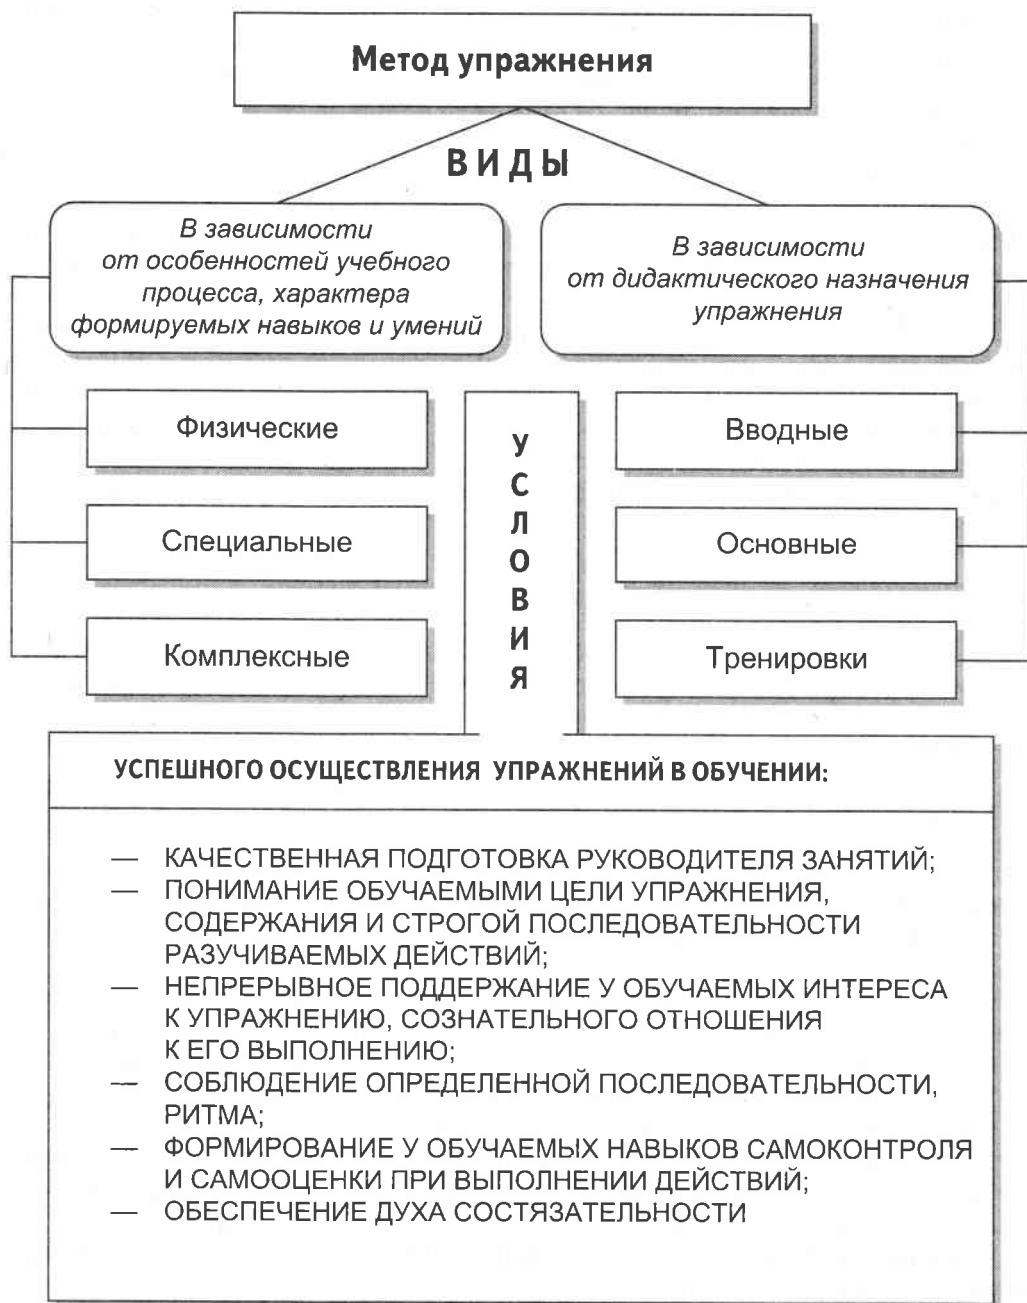 Метод упражнения
ВИДЫ
В зависимости
от особенностей учебного
процесса, характера
формируемых навыков и умений
В зависимости
от дидактического назначения
упражнения
Физические
Специальные
Комплексные
УСЛОВИЯ
Вводные
Основные
Тренировки
УСПЕШНОГО ОСУЩЕСТВЛЕНИЯ УПРАЖНЕНИЙ В ОБУЧЕНИИ:
— КАЧЕСТВЕННАЯ ПОДГОТОВКА РУКОВОДИТЕЛЯ ЗАНЯТИЙ;
— ПОНИМАНИЕ ОБУЧАЕМЫМИ ЦЕЛИ УПРАЖНЕНИЯ,
СОДЕРЖАНИЯ И СТРОГОЙ ПОСЛЕДОВАТЕЛЬНОСТИ
РАЗУЧИВАЕМЫХ ДЕЙСТВИЙ;
— НЕПРЕРЫВНОЕ ПОДДЕРЖАНИЕ У ОБУЧАЕМЫХ ИНТЕРЕСА
К УПРАЖНЕНИЮ, СОЗНАТЕЛЬНОГО ОТНОШЕНИЯ
К ЕГО ВЫПОЛНЕНИЮ;
— СОБЛЮДЕНИЕ ОПРЕДЕЛЕННОЙ ПОСЛЕДОВАТЕЛЬНОСТИ,
РИТМА;
— ФОРМИРОВАНИЕ У ОБУЧАЕМЫХ НАВЫКОВ САМОКОНТРОЛЯ
И САМООЦЕНКИ ПРИ ВЫПОЛНЕНИИ ДЕЙСТВИЙ;
— ОБЕСПЕЧЕНИЕ ДУХА СОСТЯЗАТЕЛЬНОСТИ